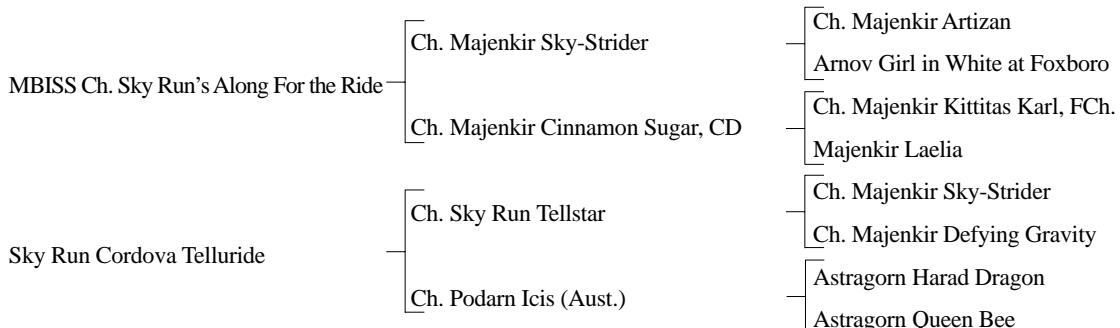 Ch. Majenkir Artizan
Ch. Majenkir Sky-Strider
Arnov Girl in White at Foxboro
MBISS Ch. Sky Run's Along For the Ride
Ch. Majenkir Kittitas Karl, FCh.
Ch. Majenkir Cinnamon Sugar, CD
Majenkir Laelia
Ch. Majenkir Sky-Strider
Ch. Sky Run Tellstar
Ch. Majenkir Defying Gravity
Sky Run Cordova Telluride
Astragorn Harad Dragon
Ch. Podarn Icis (Aust.)
Astragorn Queen Bee